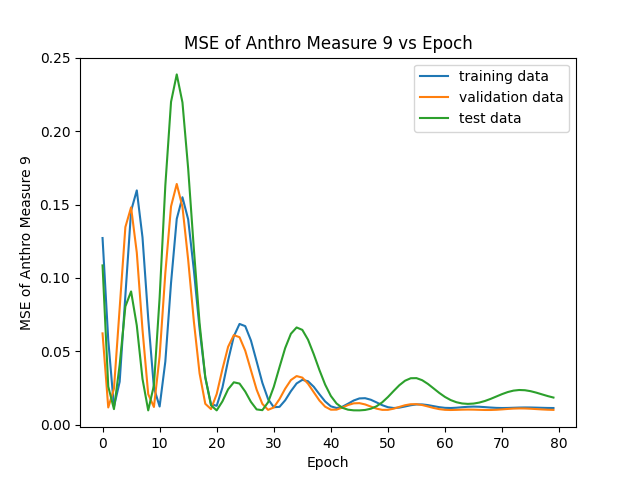 MSE of Anthro Measure 9 vs Epoch
training data
validation data
test data
MSE of Anthro Measure 9
0.25
0.20
0.15
0.10
0.05
0.00
0 10 20 30 40 50 60 70 80
Epoch